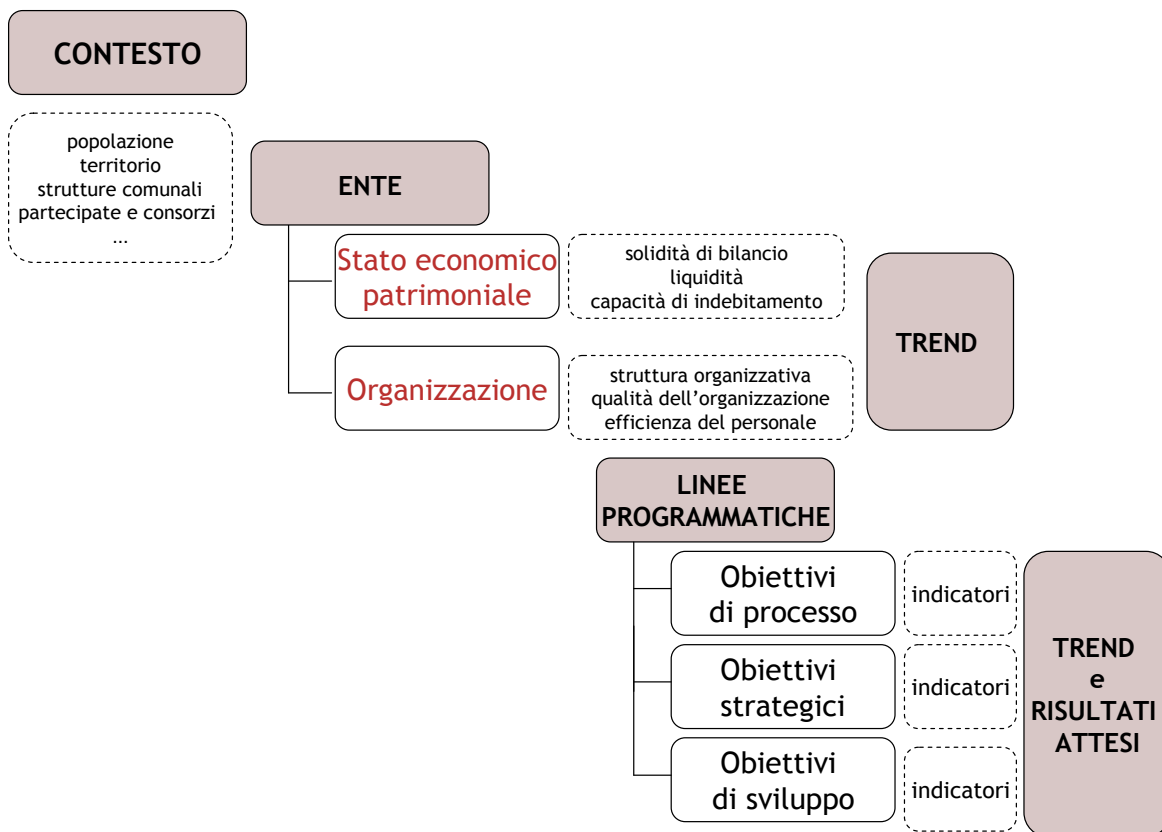 CONTESTO
popolazione
territorio
strutture comunali
partecipate e consorzi
...
ENTE
Stato economico
patrimoniale
solidità di bilancio
liquidità
capacità di indebitamento
Organizzazione
struttura organizzativa
qualità dell’organizzazione
efficienza del personale
TREND
LINEE
PROGRAMMATICHE
Obiettivi
di processo
indicatori
Obiettivi
strategici
indicatori
Obiettivi
di sviluppo
indicatori
TREND
e
RISULTATI
ATTESI